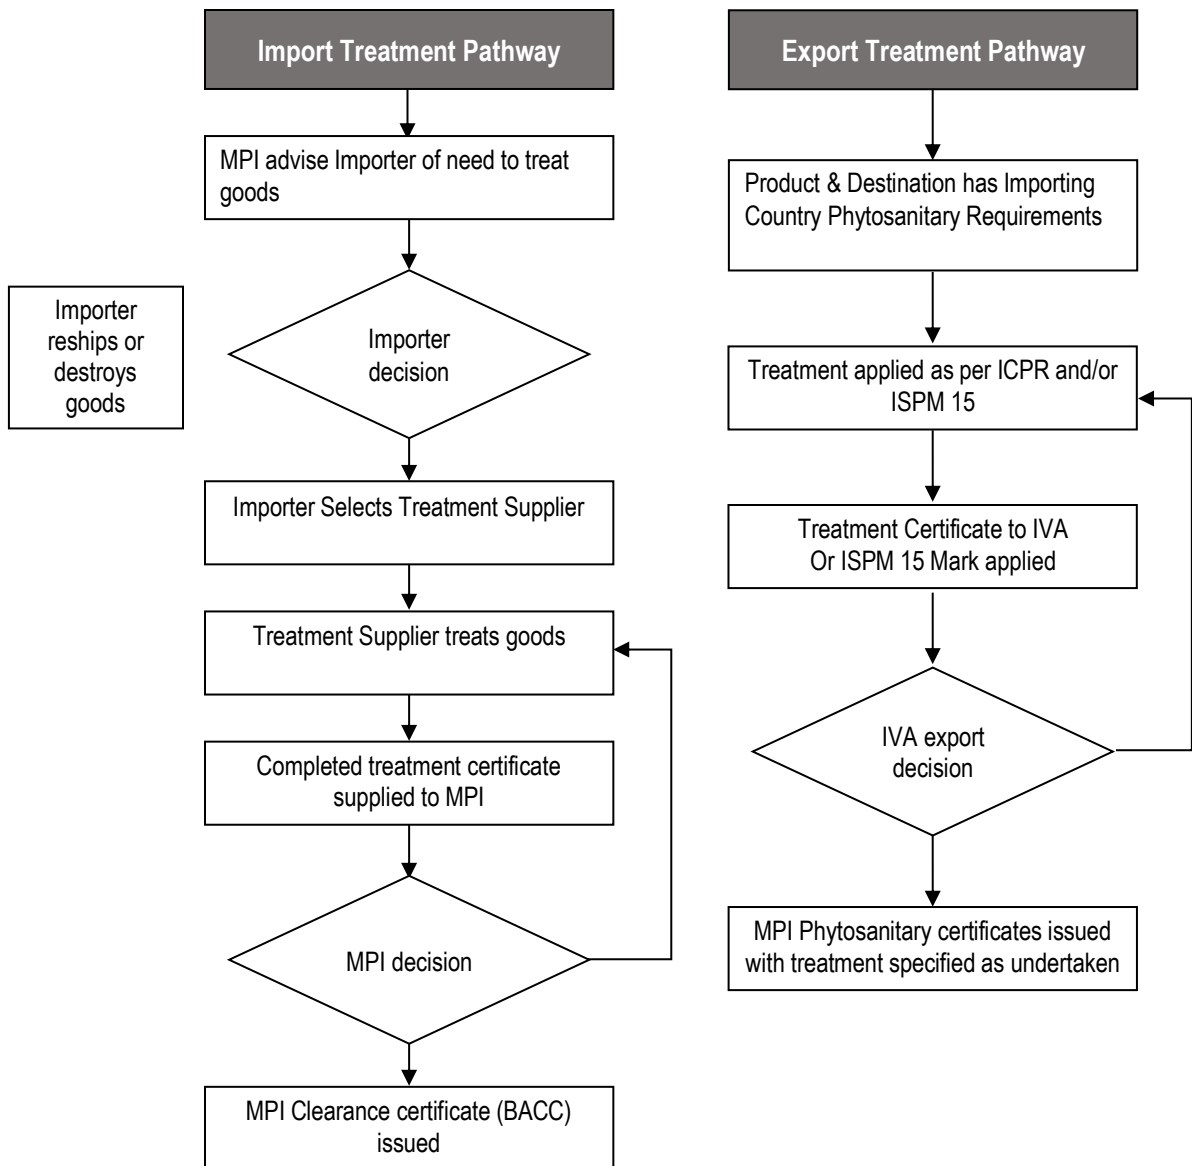 Import Treatment Pathway
MPI advise Importer of need to treat
goods
Importer
reships or
destroys
goods
Importer
decision
Importer Selects Treatment Supplier
Treatment Supplier treats goods
Completed treatment certificate
supplied to MPI
MPI decision
MPI Clearance certificate (BACC)
issued
Export Treatment Pathway
Product & Destination has Importing
Country Phytosanitary Requirements
Treatment applied as per ICPR and/or
ISPM 15
Treatment Certificate to IVA
Or ISPM 15 Mark applied
IVA export
decision
MPI Phytosanitary certificates issued
with treatment specified as undertaken